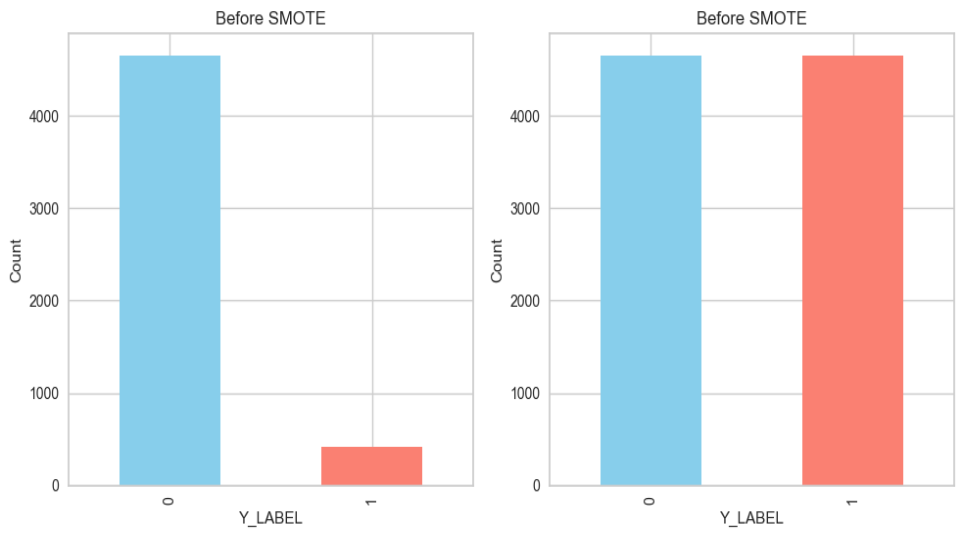 Before SMOTE
Count
4000
3000
2000
1000
0
0
1
Y_LABEL
Before SMOTE
Count
4000
3000
2000
1000
0
0
1
Y_LABEL